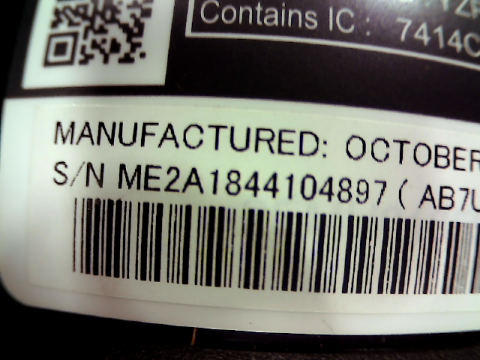 Contains IC : 7414C
MANUFACTURED: OCTOBER
S/N ME2A1844104897 ( AB7U